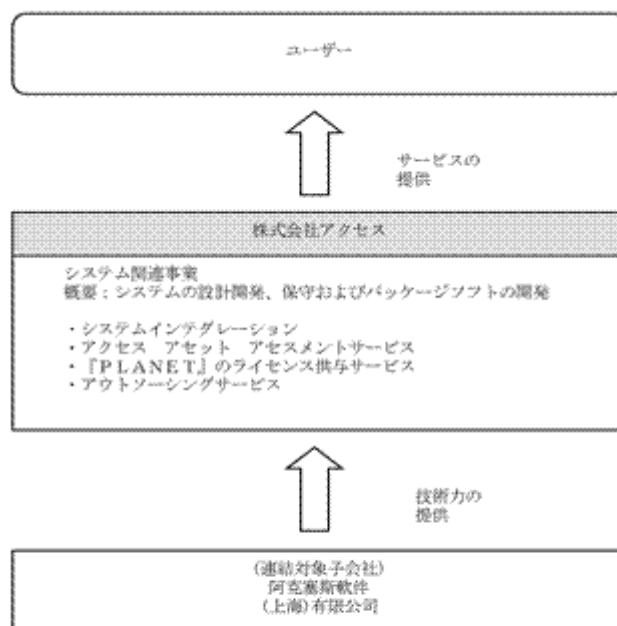 ユーザー
サービスの
提供
株式会社アクセス
システム関連事業
概要：システムの設計開発、保守およびパッケージソフトの開発
・システムインテグレーション
・アクセス　アセット　アセスメントサービス
・『ＰＬＡＮＥＴ』のライセンス供与サービス
・アウトソーシングサービス
技術力の
提供
(連結対象子会社)
阿克塞斯軟件
(上海)有限公司